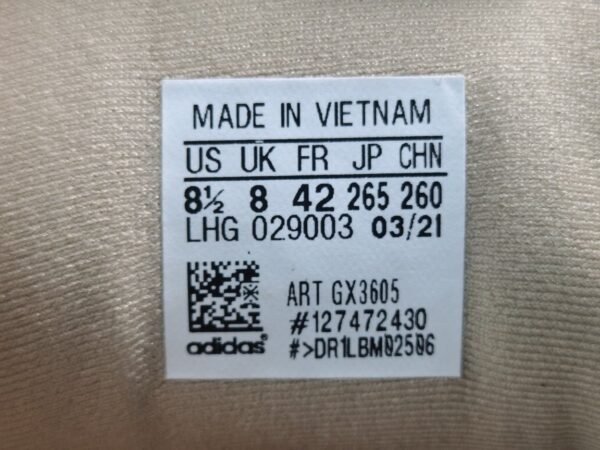 MADE IN VIETNAM
US UK FR JP CHN
8½ 8 42 265 260
LHG 029003 03/21
ART GX3605
#127472430
adidas® #>DR1LBM02506